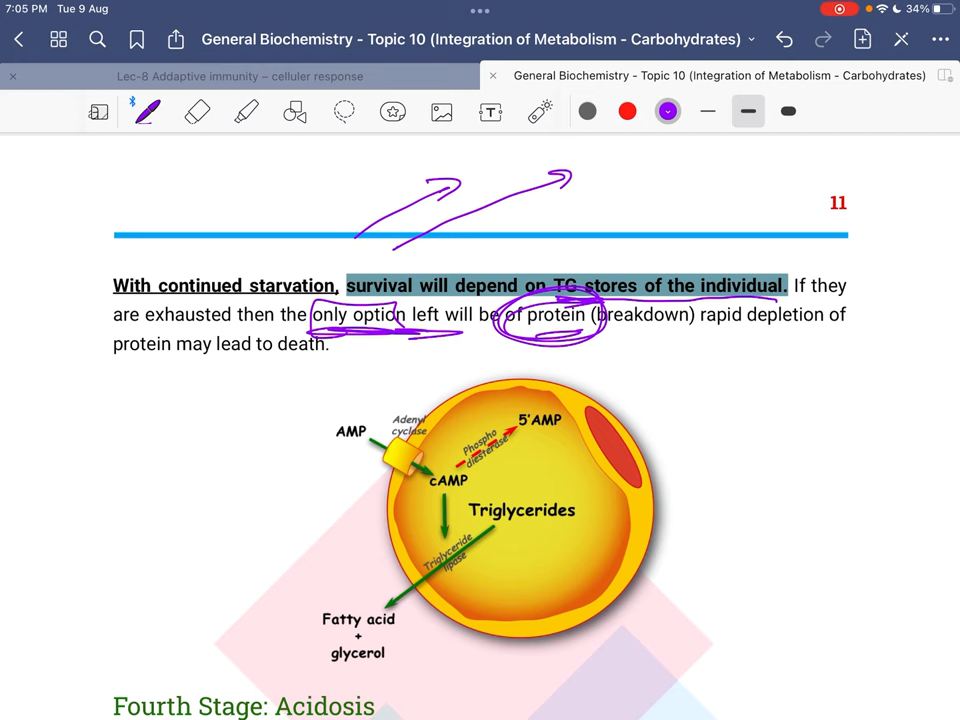 7:05 PM Tue 9 Aug
34%
General Biochemistry - Topic 10 (Integration of Metabolism - Carbohydrates)
Lec-8 Addaptive immunity – celluler response
General Biochemistry - Topic 10 (Integration of Metabolism - Carbohydrates)
11
With continued starvation, survival will depend on TG stores of the individual. If they
are exhausted then the only option left will be of protein (breakdown) rapid depletion of
protein may lead to death.
AMP
Adenyl
cyclase
Phospho
diesterase
5'AMP
cAMP
Triglycerides
Triglyceride
lipase
Fatty acid
+
glycerol
Fourth Stage: Acidosis